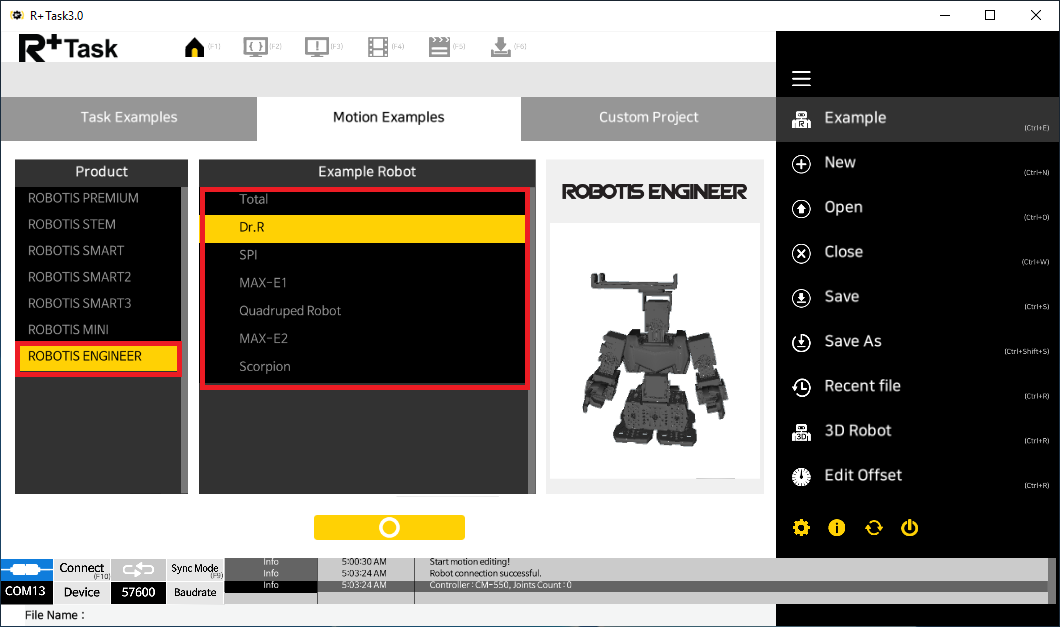 R+Task3.0
R+Task
(F1)
(F2)
(F3)
(F4)
(F5)
(F6)
Task Examples
Motion Examples
Custom Project
Product
ROBOTIS PREMIUM
ROBOTIS STEM
ROBOTIS SMART
ROBOTIS SMART2
ROBOTIS SMART3
ROBOTIS MINI
ROBOTIS ENGINEER
Example Robot
Total
Dr.R
SPI
MAX-E1
Quadruped Robot
MAX-E2
Scorpion
ROBOTIS ENGINEER
Example (Ctrl+E)
New (Ctrl+N)
Open (Ctrl+O)
Close (Ctrl+W)
Save (Ctrl+S)
Save As (Ctrl+Shift+S)
Recent file (Ctrl+R)
3D Robot (Ctrl+R)
Edit Offset (Ctrl+R)
Connect (F10)
Sync Mode (F9)
COM13
Device
57600
Baudrate
Info 5:00:30 AM Start motion editing!
Info 5:03:24 AM Robot connection successful.
Info 5:03:24 AM Controller : CM-550, Joints Count : 0
File Name :